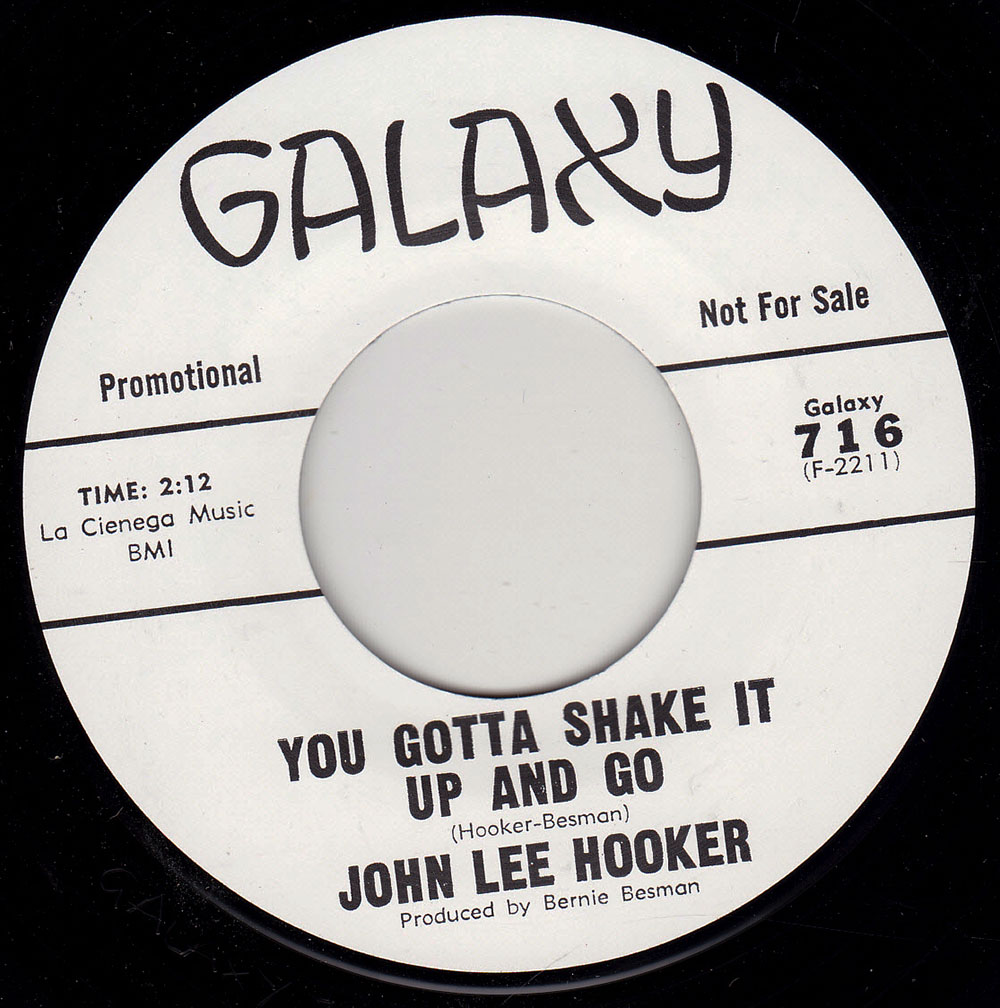 GALAXY
Not For Sale
Promotional
Galaxy
716
(F-2211)
TIME: 2:12
La Cienega Music
BMI
YOU GOTTA SHAKE IT
UP AND GO
(Hooker-Besman)
JOHN LEE HOOKER
Produced by Bernie Besman